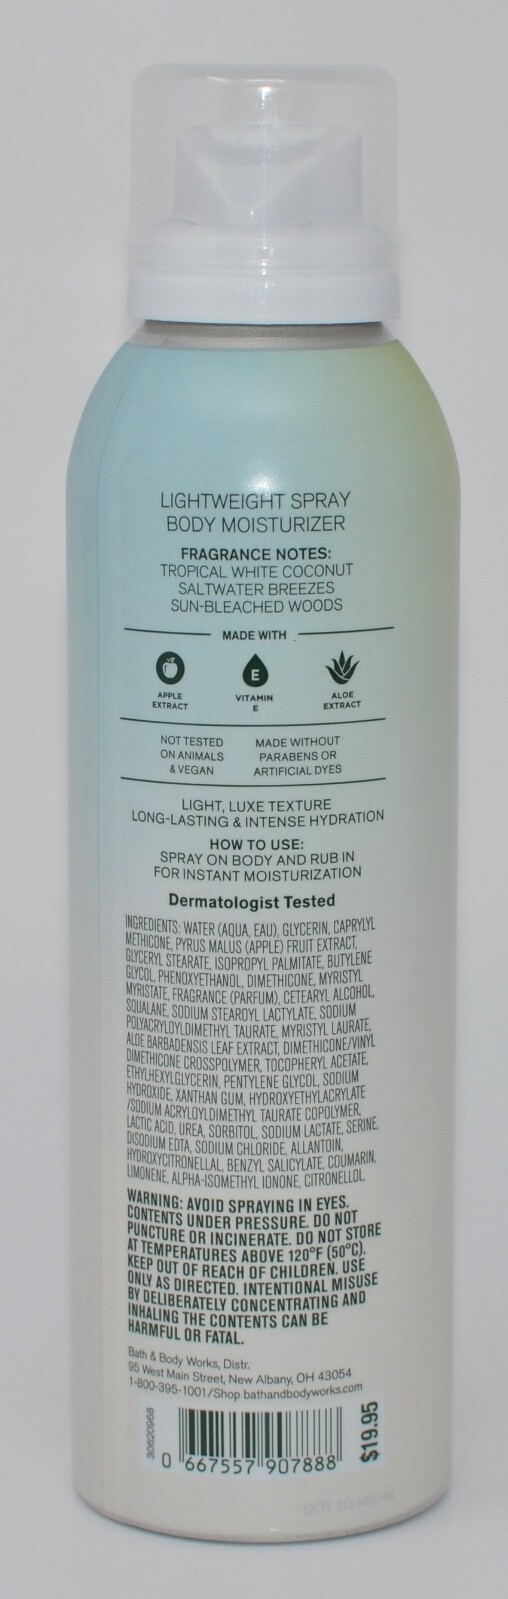 LIGHTWEIGHT SPRAY
BODY MOISTURIZER
FRAGRANCE NOTES:
TROPICAL WHITE COCONUT
SALTWATER BREEZES
SUN-BLEACHED WOODS
MADE WITH
APPLE
EXTRACT
E
VITAMIN
E
ALOE
EXTRACT
NOT TESTED
ON ANIMALS
& VEGAN
MADE WITHOUT
PARABENS OR
ARTIFICIAL DYES
LIGHT, LUXE TEXTURE
LONG-LASTING & INTENSE HYDRATION
HOW TO USE:
SPRAY ON BODY AND RUB IN
FOR INSTANT MOISTURIZATION
Dermatologist Tested
INGREDIENTS: WATER (AQUA, EAU), GLYCERIN, CAPRYLYL
METHICONE, PYRUS MALUS (APPLE) FRUIT EXTRACT,
GLYCERYL STEARATE, ISOPROPYL PALMITATE, BUTYLENE
GLYCOL, PHENOXYETHANOL, DIMETHICONE, MYRISTYL
MYRISTATE, FRAGRANCE (PARFUM), CETEARYL ALCOHOL,
SQUALANE, SODIUM STEAROYL LACTYLATE, SODIUM
POLYACRYLOYLDIMETHYL TAURATE, MYRISTYL LAURATE,
ALOE BARBADENSIS LEAF EXTRACT, DIMETHICONE/VINYL
DIMETHICONE CROSSPOLYMER, TOCOPHERYL ACETATE,
ETHYLHEXYLGLYCERIN, PENTYLENE GLYCOL, SODIUM
HYDROXIDE, XANTHAN GUM, HYDROXYETHYLACRYLATE
/SODIUM ACRYLOYLDIMETHYL TAURATE COPOLYMER,
LACTIC ACID, UREA, SORBITOL, SODIUM LACTATE, SERINE,
DISODIUM EDTA, SODIUM CHLORIDE, ALLANTOIN,
HYDROXYCITRONELLAL, BENZYL SALICYLATE, COUMARIN,
LIMONENE, ALPHA-ISOMETHYL IONONE, CITRONELLOL.
WARNING: AVOID SPRAYING IN EYES.
CONTENTS UNDER PRESSURE. DO NOT
PUNCTURE OR INCINERATE. DO NOT STORE
AT TEMPERATURES ABOVE 120°F (50°C).
KEEP OUT OF REACH OF CHILDREN. USE
ONLY AS DIRECTED. INTENTIONAL MISUSE
BY DELIBERATELY CONCENTRATING AND
INHALING THE CONTENTS CAN BE
HARMFUL OR FATAL.
Bath & Body Works, Distr.
95 West Main Street, New Albany, OH 43054
1-800-395-1001/Shop bathandbodyworks.com
30620968
0 667557 907888
$19.95